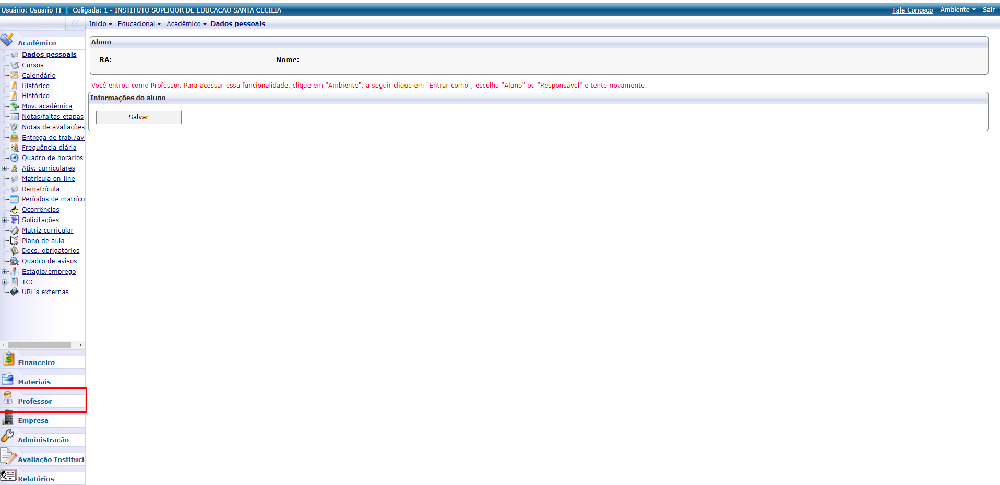 Usuário: Usuario TI | Coligada: 1 - INSTITUTO SUPERIOR DE EDUCACAO SANTA CECILIA
Fale Conosco Ambiente Sair
Início Educacional Acadêmico Dados pessoais
Acadêmico
Dados pessoais
Cursos
Calendário
Histórico
Histórico
Mov. acadêmica
Notas/faltas etapas
Notas de avaliações
Entrega de trab./ava
Frequência diária
Quadro de horários
Ativ. curriculares
Matrícula on-line
Rematrícula
Períodos de matrícu
Ocorrências
Solicitações
Matriz curricular
Plano de aula
Docs. obrigatórios
Quadro de avisos
Estágio/emprego
TCC
URL's externas
Financeiro
Materiais
Professor
Empresa
Administração
Avaliação Instituci
Relatórios
Aluno
RA: Nome:
Você entrou como Professor. Para acessar essa funcionalidade, clique em "Ambiente", a seguir clique em "Entrar como", escolha "Aluno" ou "Responsável" e tente novamente.
Informações do aluno
Salvar